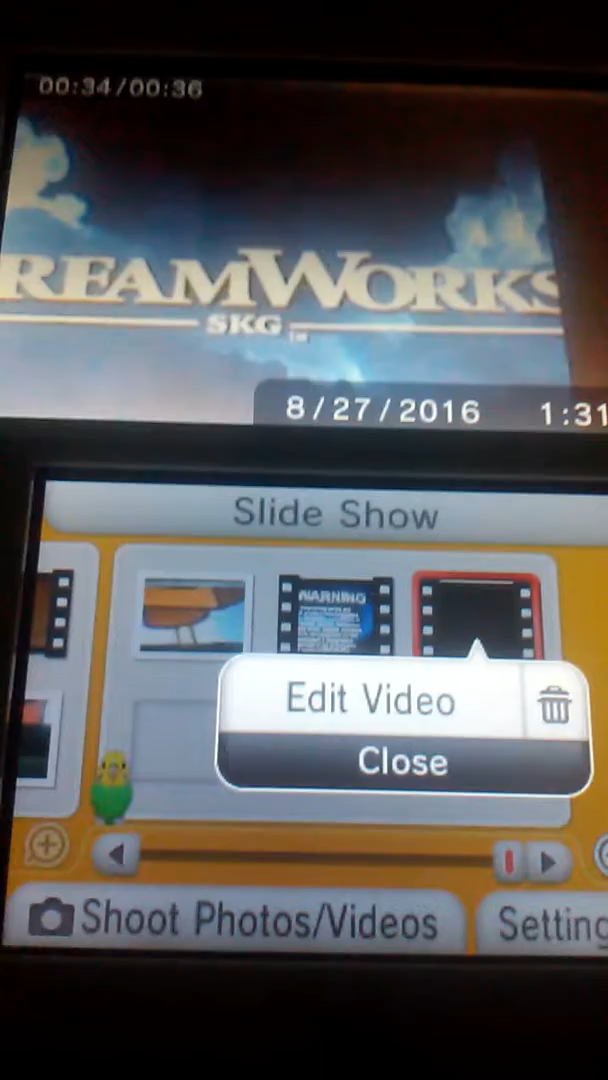 00:34/00:36
REAMWORKS
SKG TM
8/27/2016 1:31
Slide Show
WARNING
Edit Video
Close
Shoot Photos/Videos
Setting